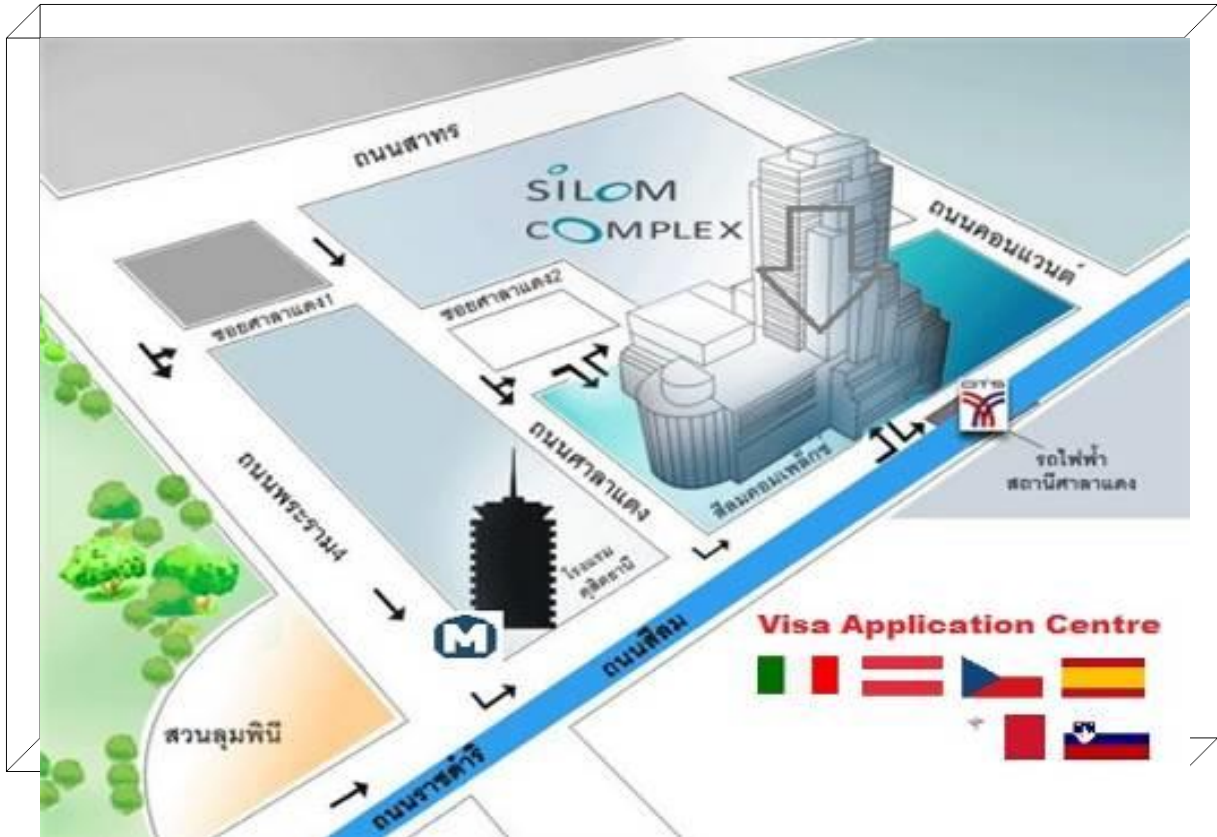 ถนนสาทร
SILOM
COMPLEX
ถนนคอนแวนต์
ซอยศาลาแดง2
ซอยศาลาแดง1
BTS
รถไฟฟ้า
สถานีศาลาแดง
ถนนศาลาแดง
สีลมคอมเพล็กซ์
ถนนพระราม4
โรงแรม
ดุสิตธานี
M
ถนนสีลม
Visa Application Centre
สวนลุมพินี
ถนนราชดำริ